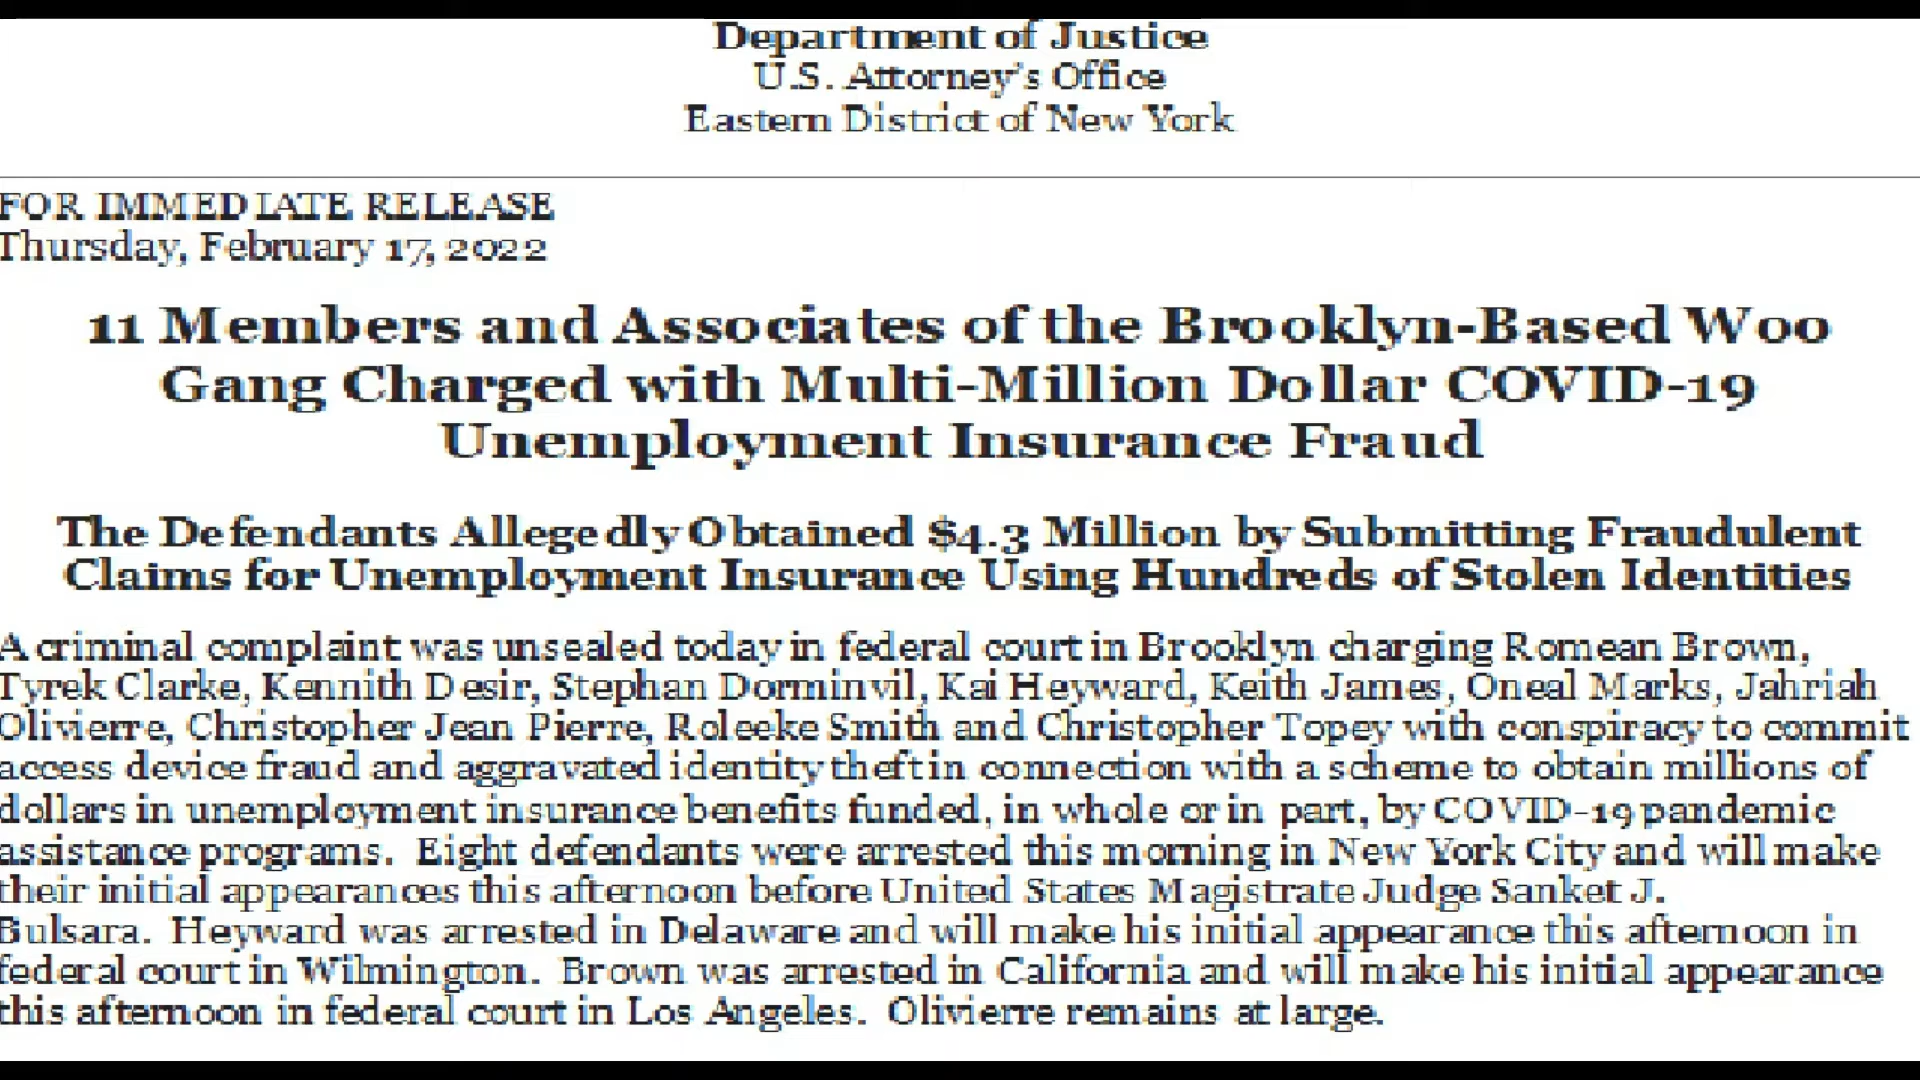 Department of Justice
U.S. Attorney's Office
Eastern District of New York
FOR IMMEDIATE RELEASE
Thursday, February 17, 2022
11 Members and Associates of the Brooklyn-Based Woo
Gang Charged with Multi-Million Dollar COVID-19
Unemployment Insurance Fraud
The Defendants Allegedly Obtained $4.3 Million by Submitting Fraudulent
Claims for Unemployment Insurance Using Hundreds of Stolen Identities
A criminal complaint was unsealed today in federal court in Brooklyn charging Romean Brown,
Tyrek Clarke, Kennith Desir, Stephan Dorminvil, Kai Heyward, Keith James, Oneal Marks, Jahriah
Olivierre, Christopher Jean Pierre, Roleeke Smith and Christopher Topey with conspiracy to commit
access device fraud and aggravated identity theft in connection with a scheme to obtain millions of
dollars in unemployment insurance benefits funded, in whole or in part, by COVID-19 pandemic
assistance programs.  Eight defendants were arrested this morning in New York City and will make
their initial appearances this afternoon before United States Magistrate Judge Sanket J.
Bulsara.  Heyward was arrested in Delaware and will make his initial appearance this afternoon in
federal court in Wilmington.  Brown was arrested in California and will make his initial appearance
this afternoon in federal court in Los Angeles.  Olivierre remains at large.